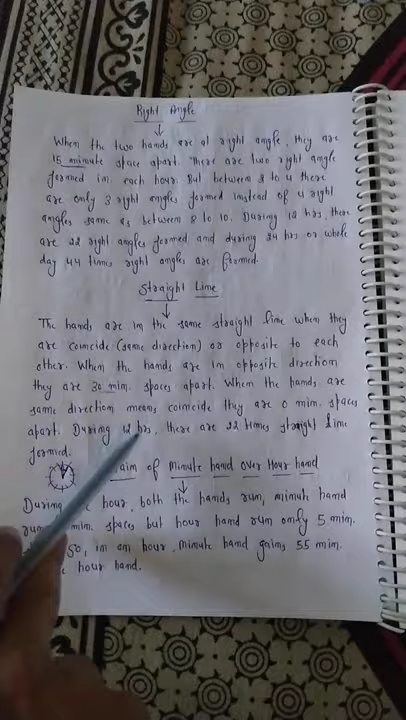 Right Angle
When the two hands are at right angle, they are
15 minute space apart. There are two right angle
formed in each hour. But between 2 to 4 there
are only 3 right angles formed instead of 4 right
angles same as between 8 to 10. During 12 hrs, there
are 22 right angles formed and during 24 hrs or whole
day 44 times right angles are formed.
Straight Line
The hands are in the same straight line when they
are coincide (same direction) or opposite to each
other. When the hands are in opposite direction
they are 30 min. spaces apart. When the hands are
same direction means coincide they are 0 min. spaces
apart. During 12 hrs, there are 22 times straight line
formed.
of minute hand over Hour hand
During hour, both the hands run, minute hand
min. spaces but hour hand run only 5 min.
So, in an hour, minute hand gains 55 min.
hour hand.